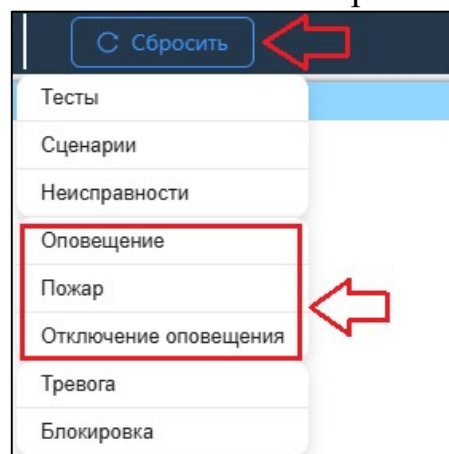 Сбросить
Тесты
Сценарии
Неисправности
Оповещение
Пожар
Отключение оповещения
Тревога
Блокировка